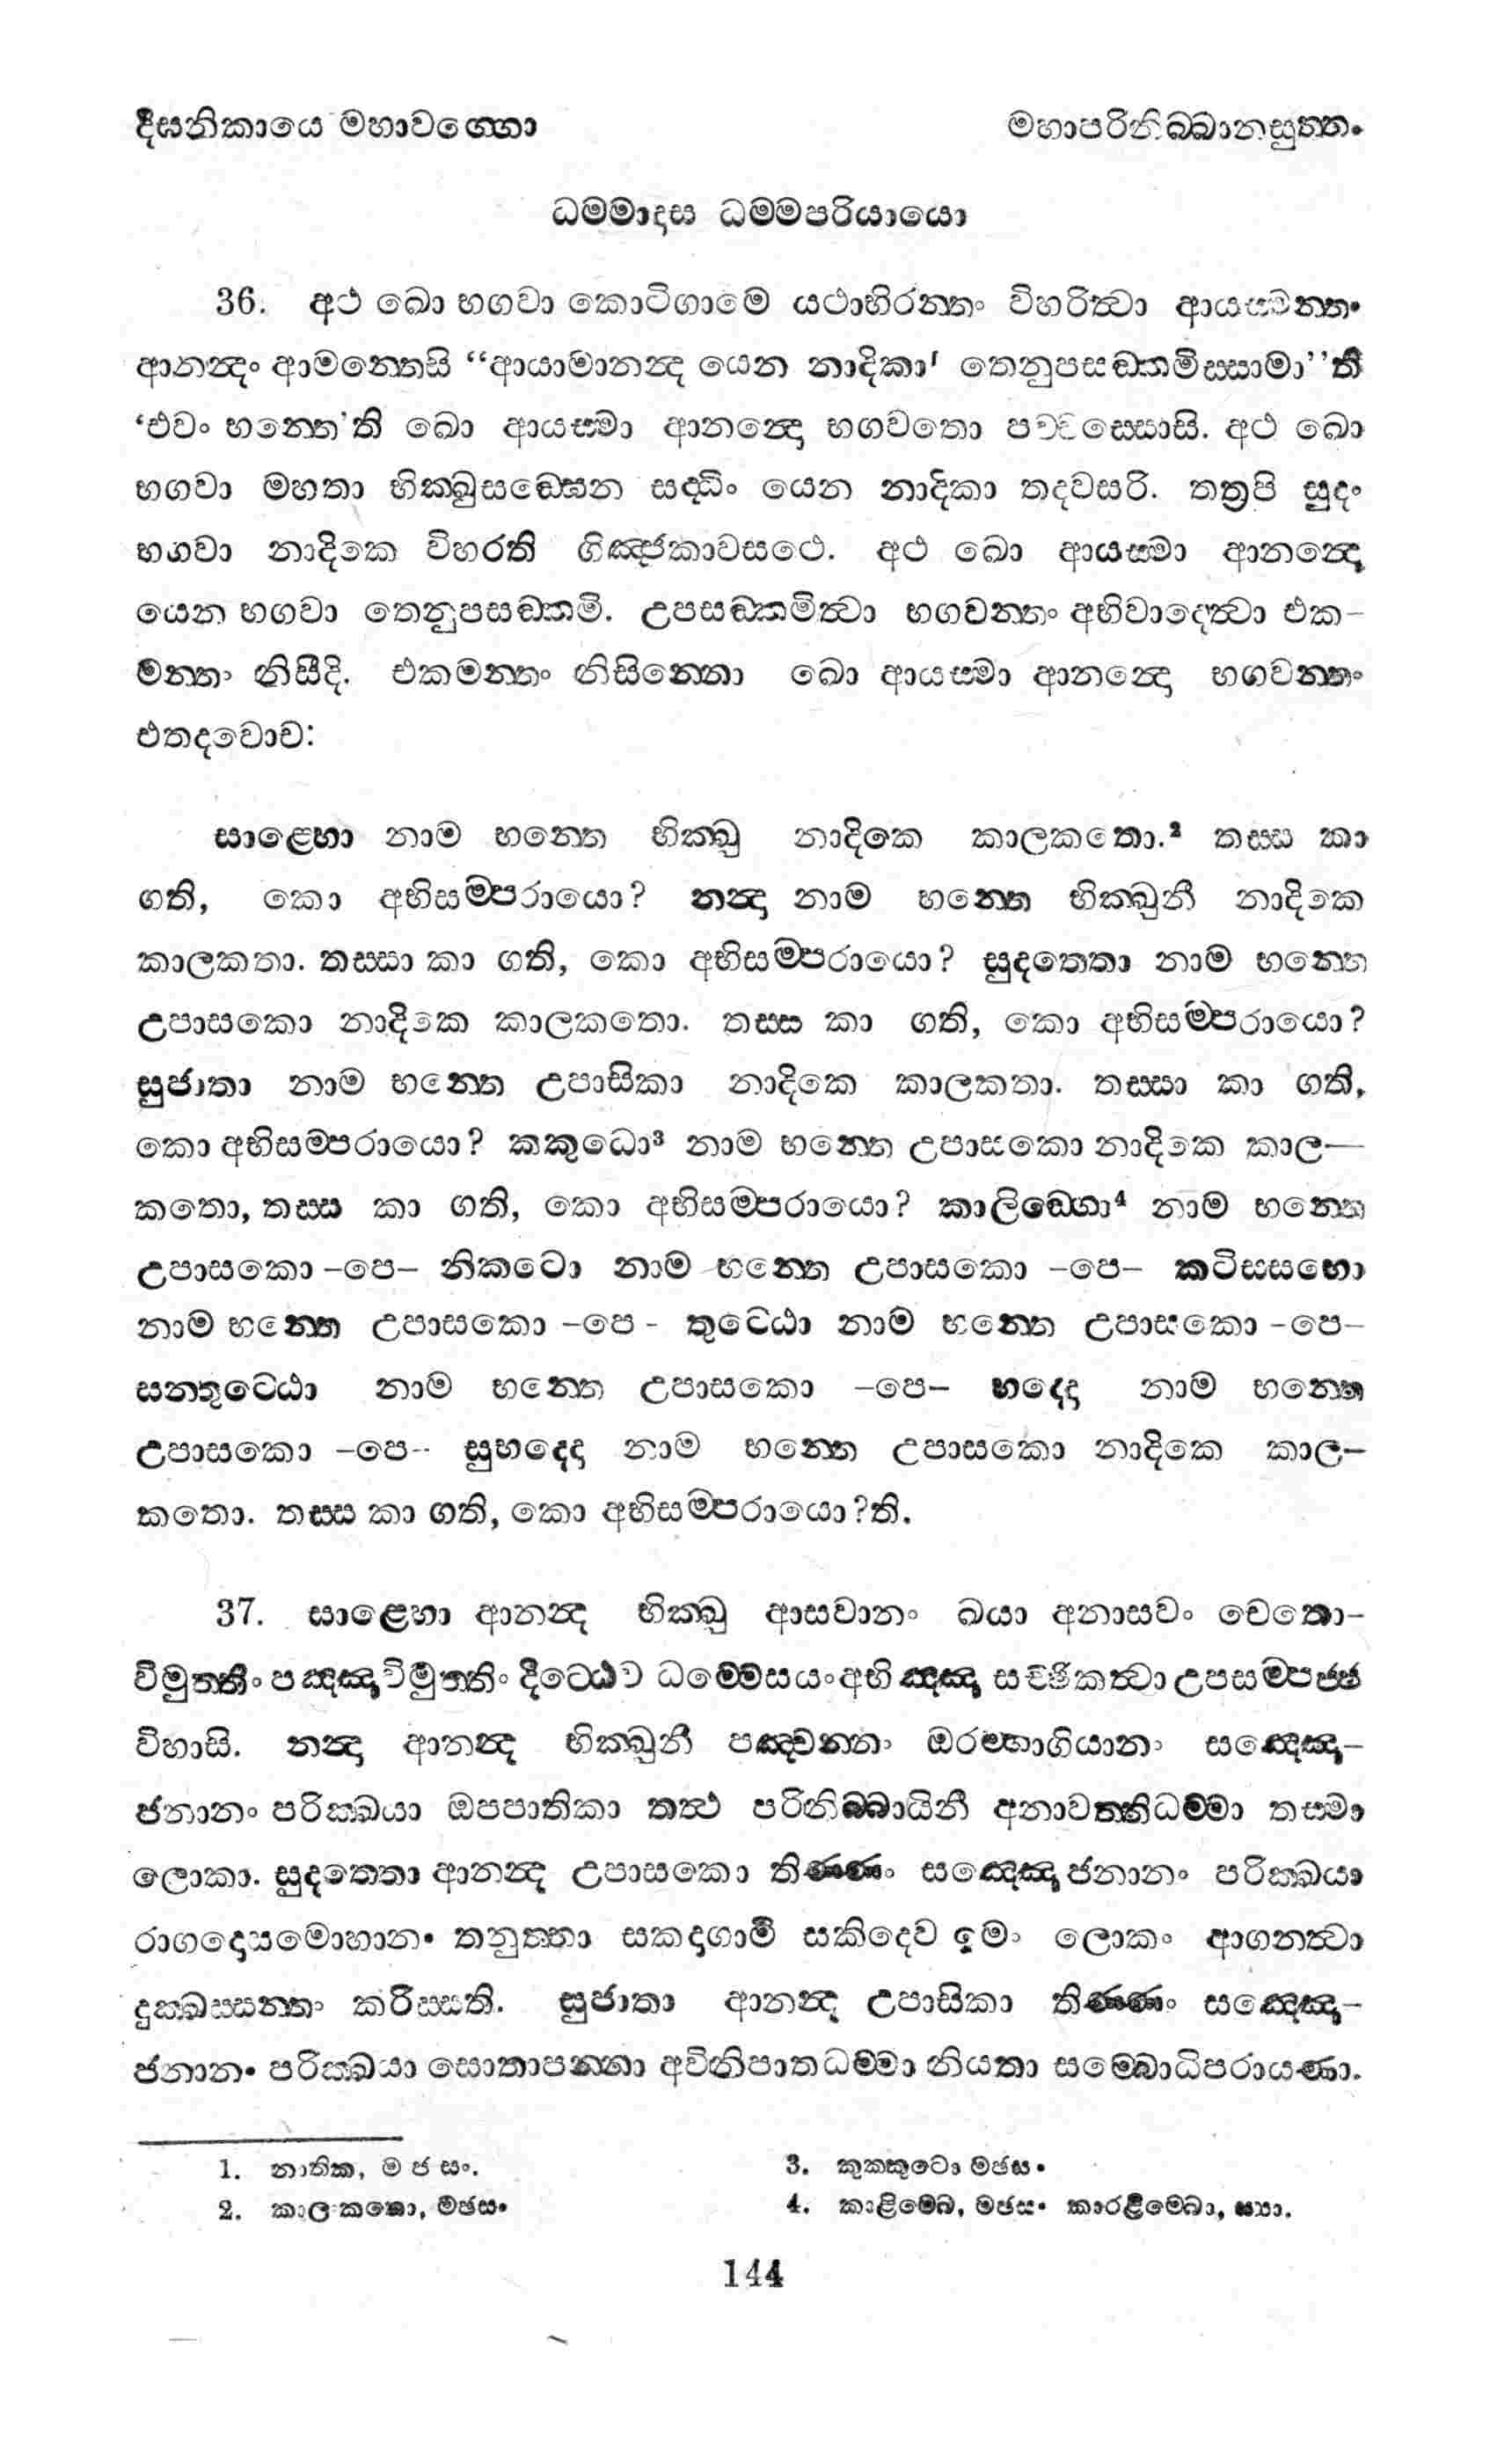 දීඝනිකායෙ මහාවග්ගො
මහාපරිනිබ්බානසුත්තං
ධම්මාදාස ධම්මපරියායො
36. අථ ඛො භගවා කොටිගාමෙ යථාභිරන්තං විහරිත්වා ආයස්මන්තං
ආනන්දං ආමන්තෙසි “ආයාමානන්ද යෙන නාදිකා¹ තෙනුපසඞ්කමිස්සාමා”ති
‘එවං භන්තෙ’ති ඛො ආයස්මා ආනන්දො භගවතො පච්චස්සොසි. අථ ඛො
භගවා මහතා භික්ඛුසඞ්ඝෙන සද්ධිං යෙන නාදිකා තදවසරි. තත්‍රපි සුදං
භගවා නාදිකෙ විහරති ගිඤ්ජකාවසථෙ. අථ ඛො ආයස්මා ආනන්දො
යෙන භගවා තෙනුපසඞ්කමි. උපසඞ්කමිත්වා භගවන්තං අභිවාදෙත්වා එක-
මන්තං නිසීදි. එකමන්තං නිසින්නො ඛො ආයස්මා ආනන්දො භගවන්තං
එතදවොච:
සාළ්හො නාම භන්තෙ භික්ඛු නාදිකෙ කාලකතො.² තස්ස කා
ගති, කො අභිසම්පරායො? නන්දා නාම භන්තෙ භික්ඛුනී නාදිකෙ
කාලකතා. තස්සා කා ගති, කො අභිසම්පරායො? සුදත්තො නාම භන්තෙ
උපාසකො නාදිකෙ කාලකතො. තස්ස කා ගති, කො අභිසම්පරායො?
සුජාතා නාම භන්තෙ උපාසිකා නාදිකෙ කාලකතා. තස්සා කා ගති,
කො අභිසම්පරායො? කකුධො³ නාම භන්තෙ උපාසකො නාදිකෙ කාල—
කතො, තස්ස කා ගති, කො අභිසම්පරායො? කාලිඞ්ගො⁴ නාම භන්තෙ
උපාසකො -පෙ- නිකටො නාම භන්තෙ උපාසකො -පෙ- කටිස්සභො
නාම භන්තෙ උපාසකො -පෙ- තුට්ඨො නාම භන්තෙ උපාසකො -පෙ-
සන්තුට්ඨො නාම භන්තෙ උපාසකො -පෙ- භද්දො නාම භන්තෙ
උපාසකො -පෙ- සුභද්දො නාම භන්තෙ උපාසකො නාදිකෙ කාල-
කතො. තස්ස කා ගති, කො අභිසම්පරායො?ති.
37. සාළ්හො ආනන්ද භික්ඛු ආසවානං ඛයා අනාසවං චෙතො-
විමුත්තිං පඤ්ඤාවිමුත්තිං දිට්ඨෙව ධම්මෙ සයං අභිඤ්ඤා සච්ඡිකත්වා උපසම්පජ්ජ
විහාසි. නන්දා ආනන්ද භික්ඛුනී පඤ්චන්නං ඔරම්භාගියානං සඤ්ඤො-
ජනානං පරික්ඛයා ඔපපාතිකා තත්ථ පරිනිබ්බායිනී අනාවත්තිධම්මා තස්මා
ලොකා. සුදත්තො ආනන්ද උපාසකො තිණ්ණං සඤ්ඤොජනානං පරික්ඛයා
රාගදොසමොහානං තනුත්තා සකදාගාමී සකිදෙව ඉමං ලොකං ආගන්ත්වා
දුක්ඛස්සන්තං කරිස්සති. සුජාතා ආනන්ද උපාසිකා තිණ්ණං සඤ්ඤො-
ජනානං පරික්ඛයා සොතාපන්නා අවිනිපාතධම්මා නියතා සම්බොධිපරායණා.
1. නාතික, ම ජ සං.
2. කාලකතො, මඡසං
3. කුක්කුටො මඡසං
4. කාළිම්බො, මඡසං කාරළිම්බො, ස්‍යා.
144